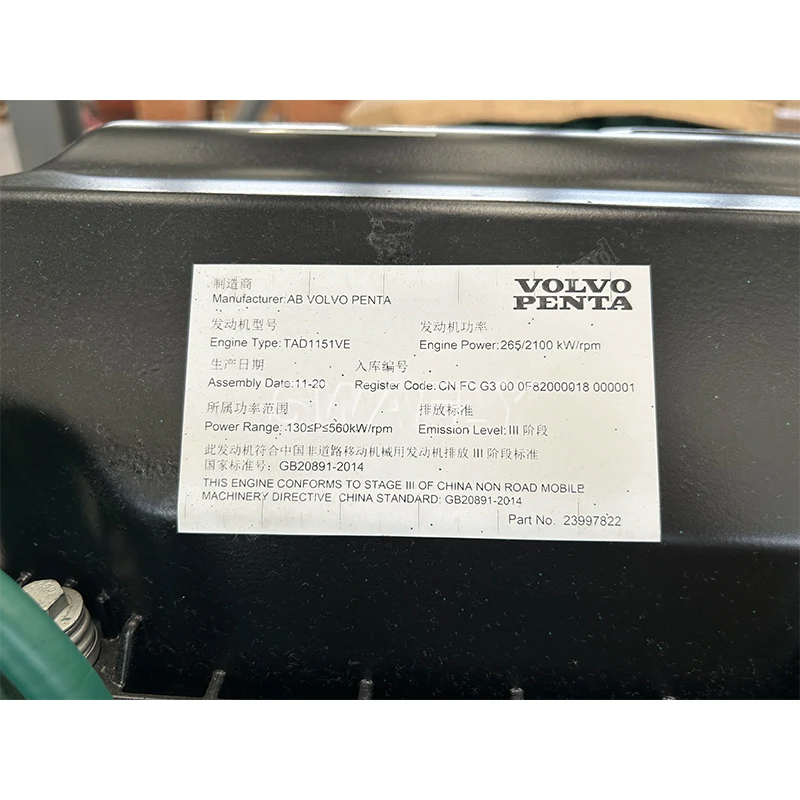 制造商
VOLVO
PENTA
Manufacturer:AB VOLVO PENTA
发动机型号 发动机功率
Engine Type: TAD1151VE Engine Power: 265/2100 kW/rpm
生产日期 入库编号
Assembly Date:11-20 Register Code: CN FC G3 00 0F82000018 000001
所属功率范围 排放标准
Power Range: 130≤P≤560kW/rpm Emission Level: III 阶段
此发动机符合中国非道路移动机械用发动机排放 III 阶段标准
国家标准号: GB20891-2014
THIS ENGINE CONFORMS TO STAGE III OF CHINA NON ROAD MOBILE
MACHINERY DIRECTIVE CHINA STANDARD: GB20891-2014
Part No. 23997822